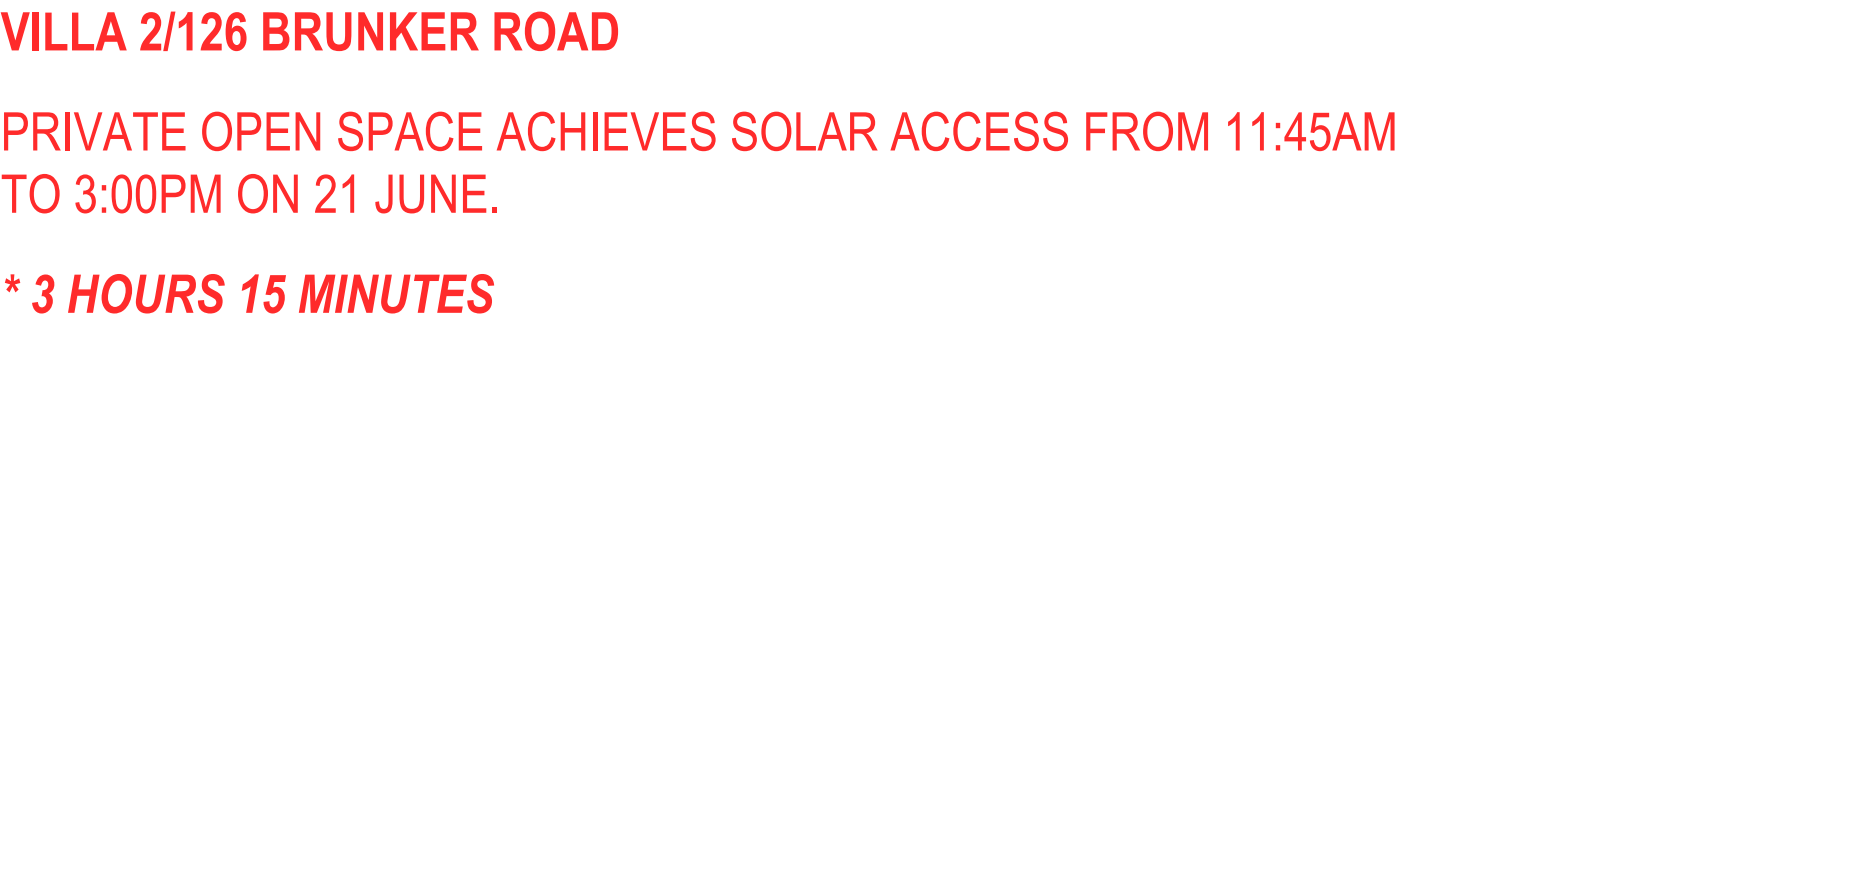 VILLA 2/126 BRUNKER ROAD
PRIVATE OPEN SPACE ACHIEVES SOLAR ACCESS FROM 11:45AM
TO 3:00PM ON 21 JUNE.
* 3 HOURS 15 MINUTES